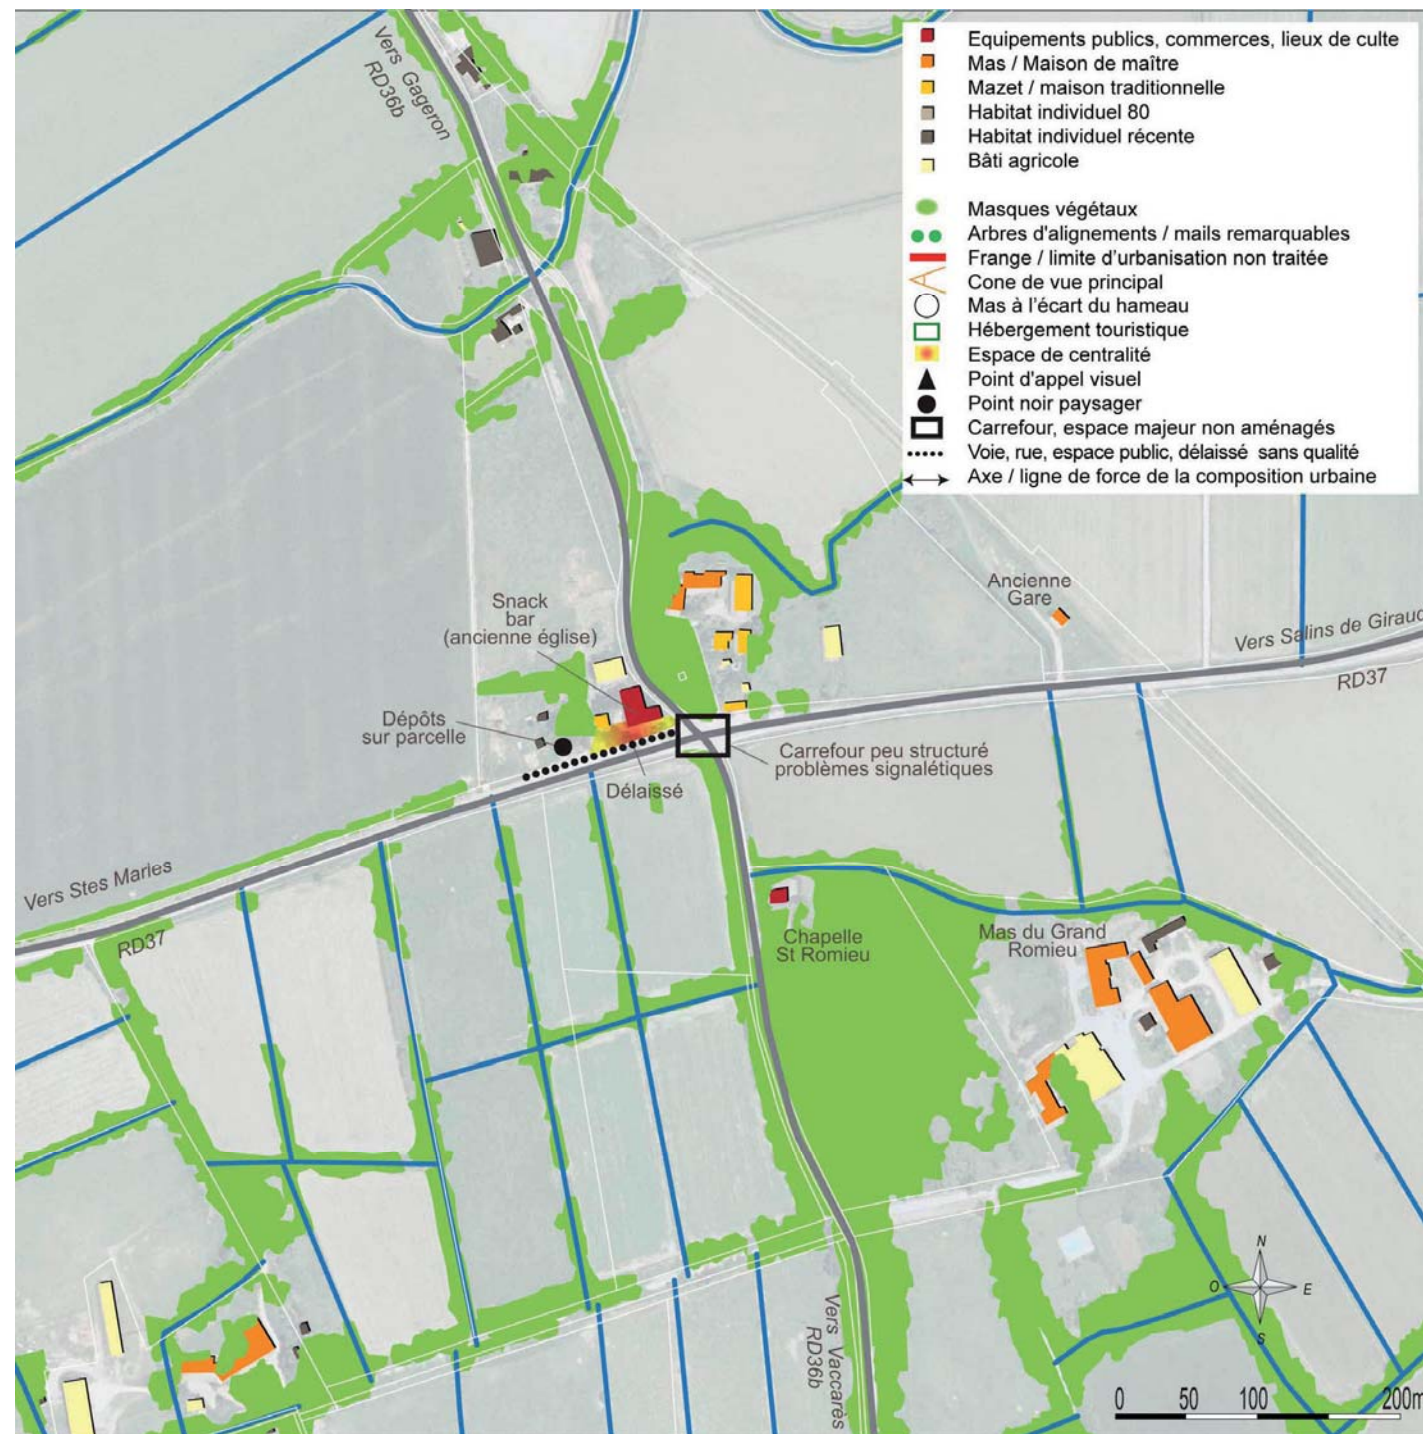 Equipements publics, commerces, lieux de culte
Mas / Maison de maître
Mazet / maison traditionnelle
Habitat individuel 80
Habitat individuel récente
Bâti agricole
Masques végétaux
Arbres d'alignements / mails remarquables
Frange / limite d'urbanisation non traitée
Cone de vue principal
Mas à l'écart du hameau
Hébergement touristique
Espace de centralité
Point d'appel visuel
Point noir paysager
Carrefour, espace majeur non aménagés
Voie, rue, espace public, délaissé sans qualité
Axe / ligne de force de la composition urbaine
Vers Gageron
RD36b
Ancienne
Gare
Snack
bar
(ancienne église)
Vers Salins de Giraud
RD37
Dépôts
sur parcelle
Carrefour peu structuré
problèmes signalétiques
Délaissé
Vers Stes Maries
RD37
Chapelle
St Romieu
Mas du Grand
Romieu
Vers Vaccarès
RD36b
N
O
E
S
0 50 100 200m